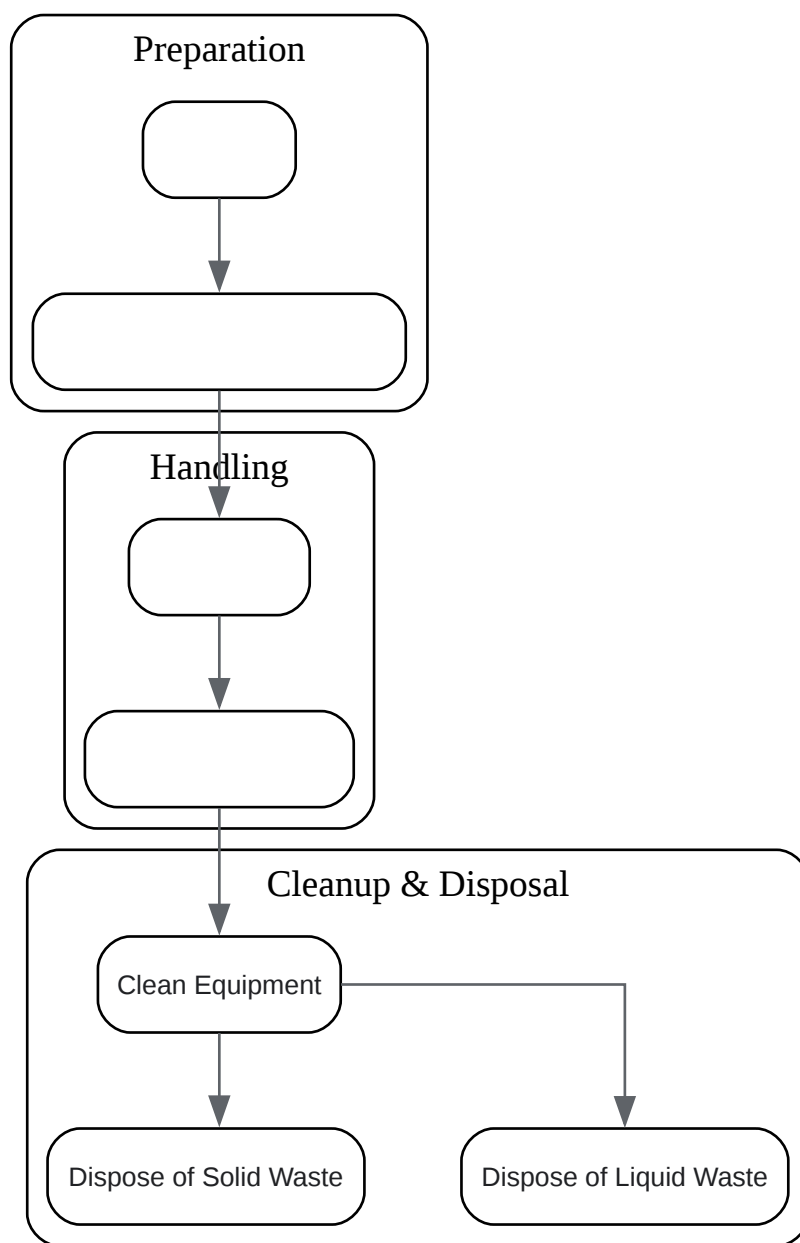 Preparation
Handling
Cleanup & Disposal
Clean Equipment
Dispose of Solid Waste
Dispose of Liquid Waste